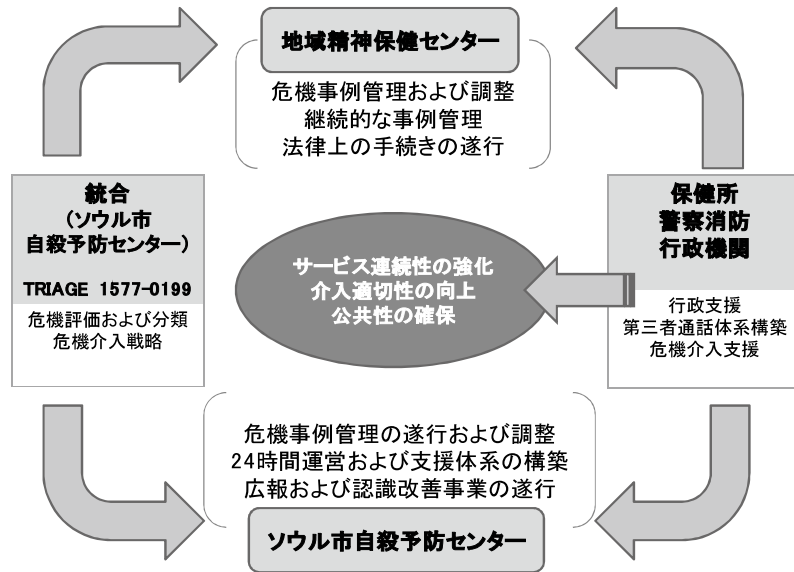 地域精神保健センター
危機事例管理および調整
継続的な事例管理
法律上の手続きの遂行
統合
(ソウル市
自殺予防センター)
TRIAGE 1577-0199
危機評価および分類
危機介入戦略
サービス連続性の強化
介入適切性の向上
公共性の確保
保健所
警察消防
行政機関
行政支援
第三者通話体系構築
危機介入支援
危機事例管理の遂行および調整
24時間運営および支援体系の構築
広報および認識改善事業の遂行
ソウル市自殺予防センター